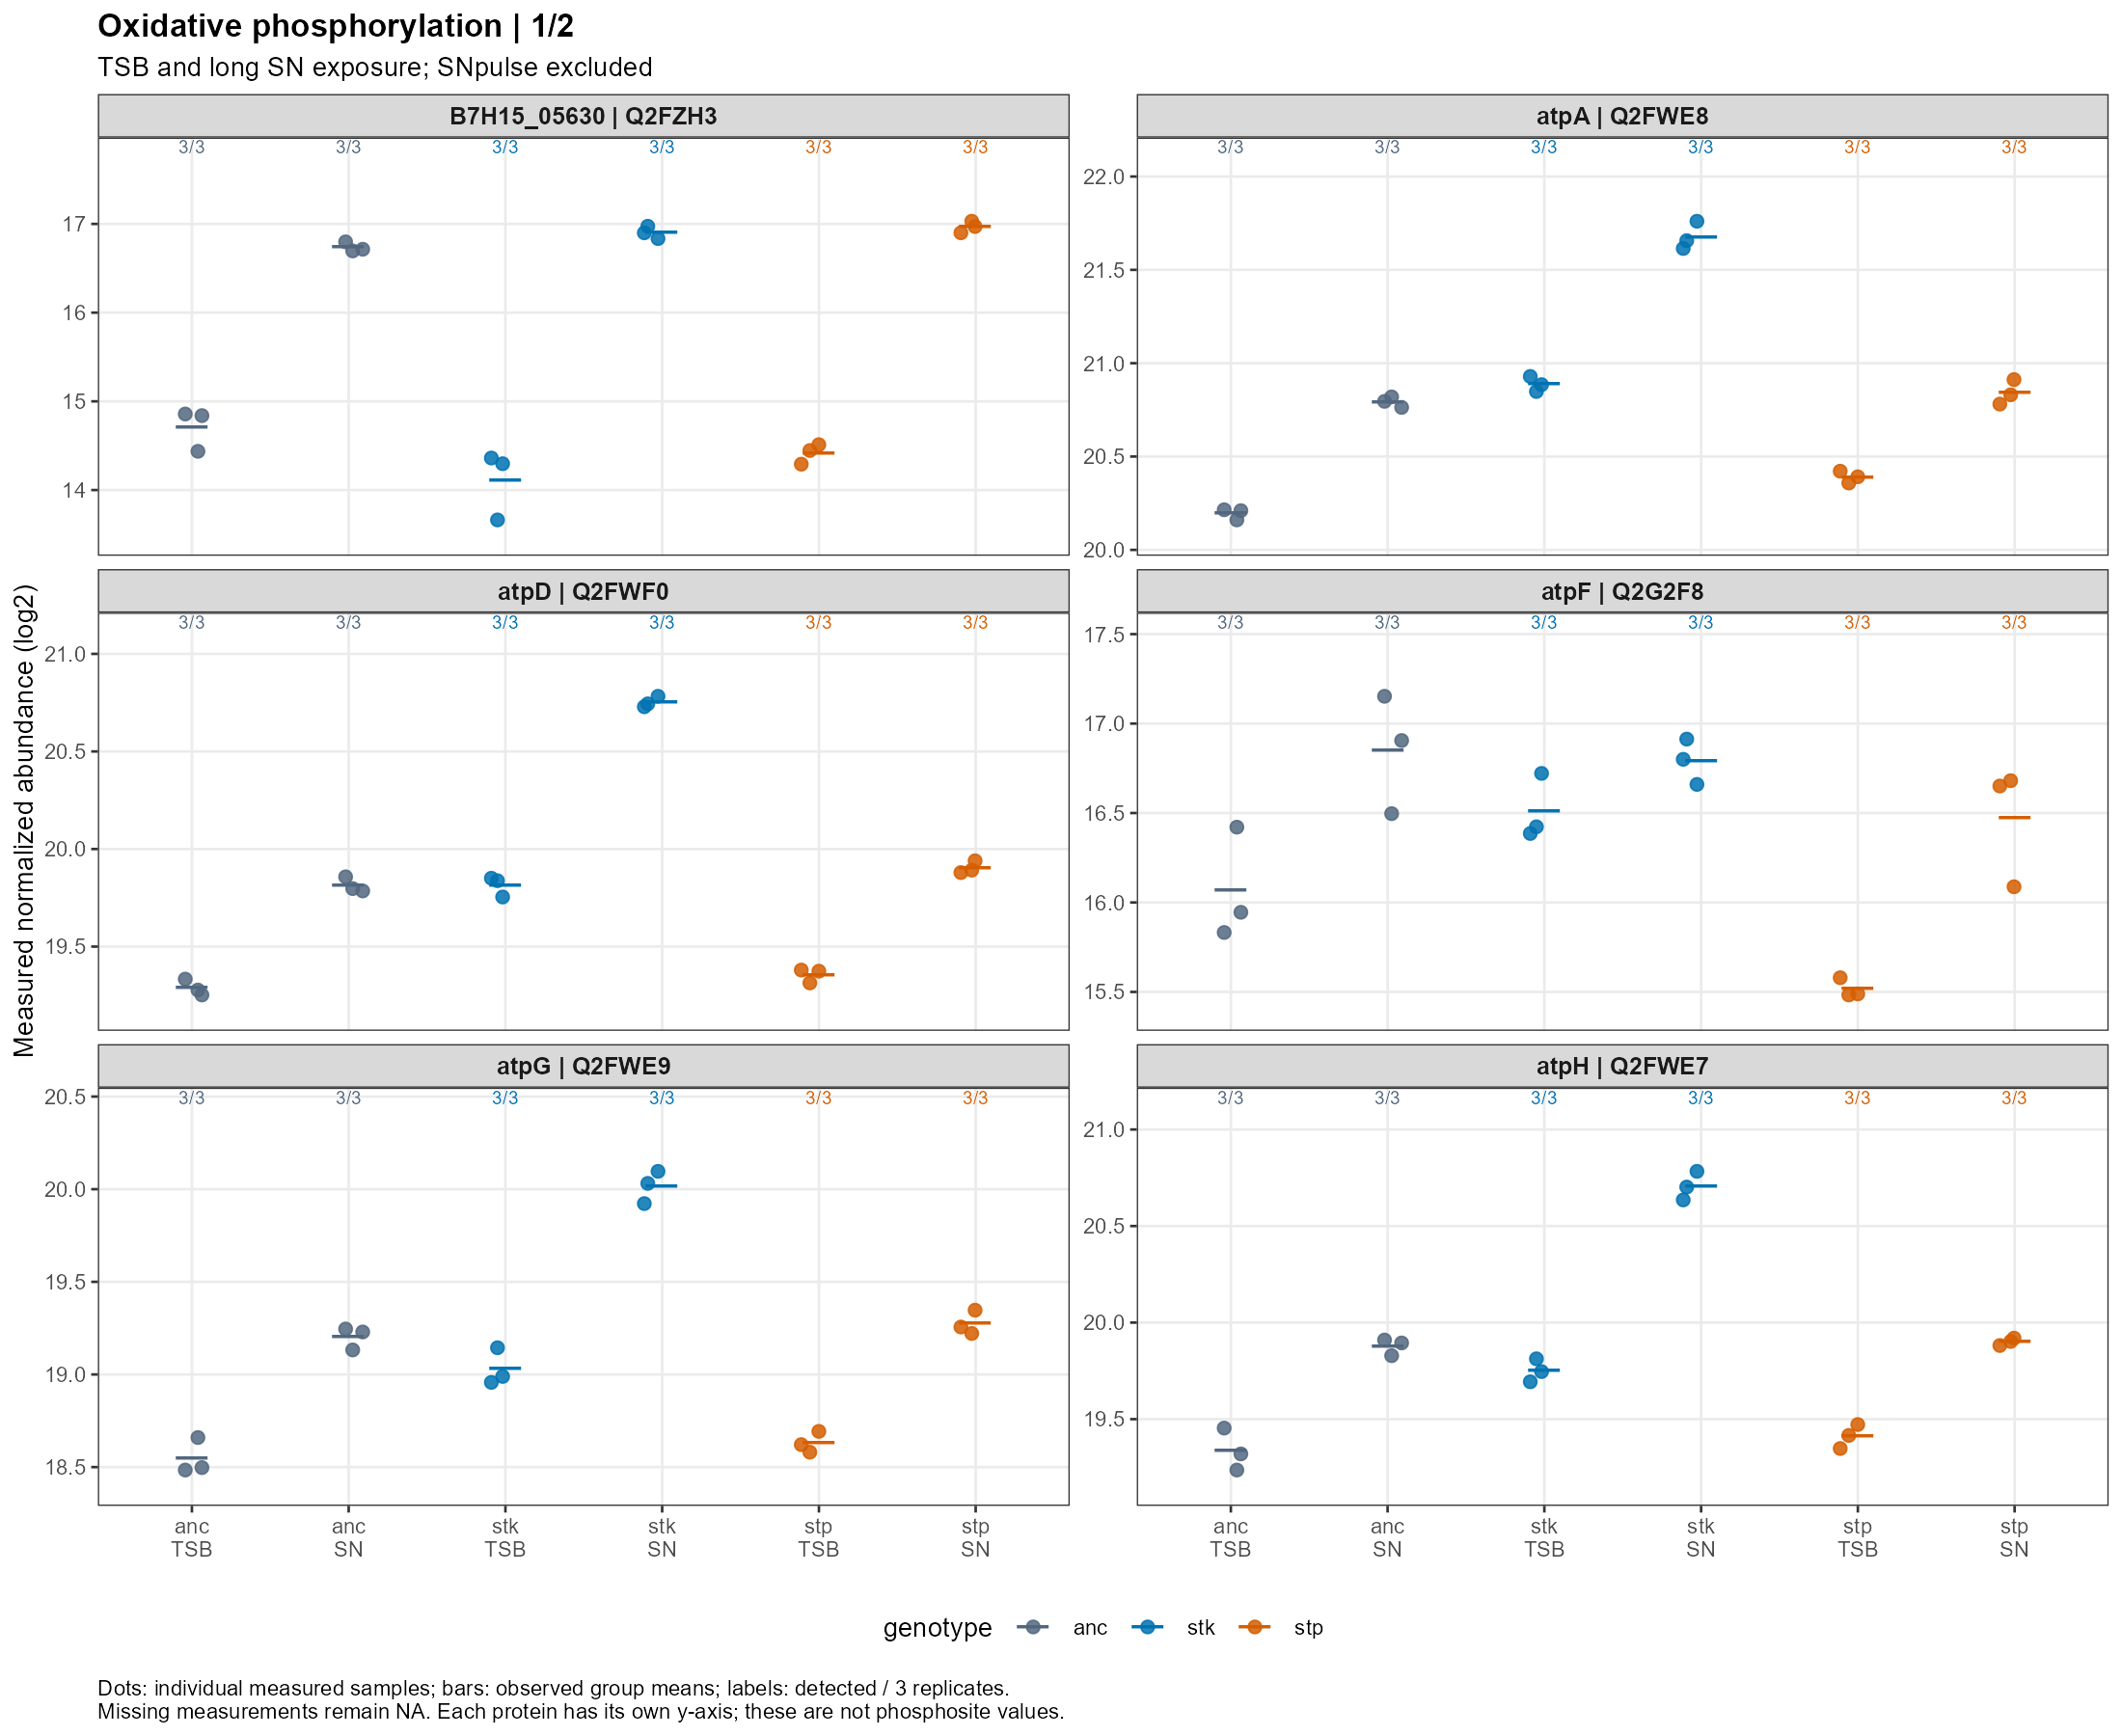 Oxidative phosphorylation | 1/2
TSB and long SN exposure; SNpulse excluded
Measured normalized abundance (log2)
B7H15_05630 | Q2FZH3
3/3 3/3 3/3 3/3 3/3 3/3
17
16
15
14
atpA | Q2FWE8
3/3 3/3 3/3 3/3 3/3 3/3
22.0
21.5
21.0
20.5
20.0
atpD | Q2FWF0
3/3 3/3 3/3 3/3 3/3 3/3
21.0
20.5
20.0
19.5
atpF | Q2G2F8
3/3 3/3 3/3 3/3 3/3 3/3
17.5
17.0
16.5
16.0
15.5
atpG | Q2FWE9
3/3 3/3 3/3 3/3 3/3 3/3
20.5
20.0
19.5
19.0
18.5
atpH | Q2FWE7
3/3 3/3 3/3 3/3 3/3 3/3
21.0
20.5
20.0
19.5
anc anc stk stk stp stp
TSB SN TSB SN TSB SN
anc anc stk stk stp stp
TSB SN TSB SN TSB SN
genotype anc stk stp
Dots: individual measured samples; bars: observed group means; labels: detected / 3 replicates.
Missing measurements remain NA. Each protein has its own y-axis; these are not phosphosite values.